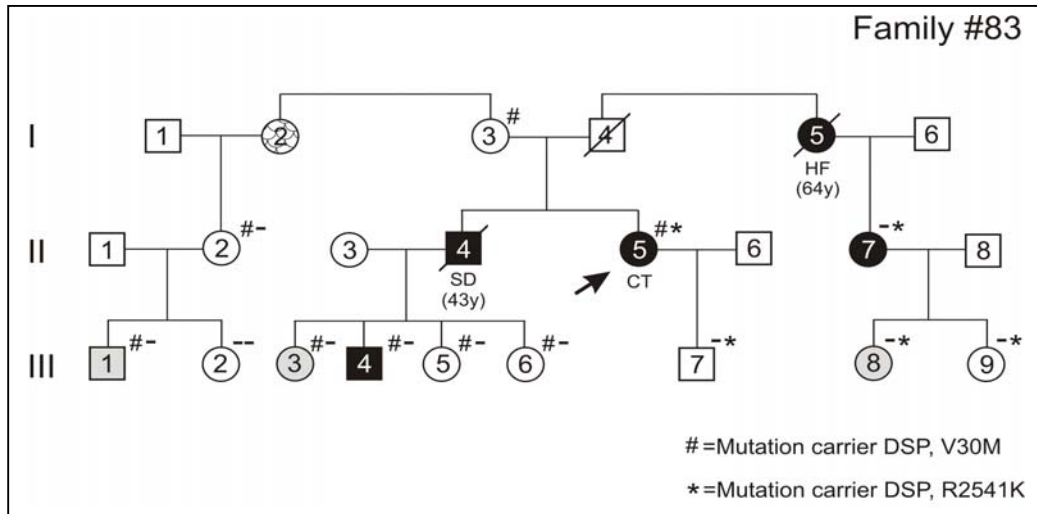 Family #83
I 1 2 3 # 4 5 6
HF
(64y)
II 1 2 #- 3 4 5 #* 6 7 -* 8
SD CT
(43y)
III 1 #- 2 -- 3 #- 4 #- 5 #- 6 #- 7 -* 8 -* 9 -*
#=Mutation carrier DSP, V30M
*=Mutation carrier DSP, R2541K